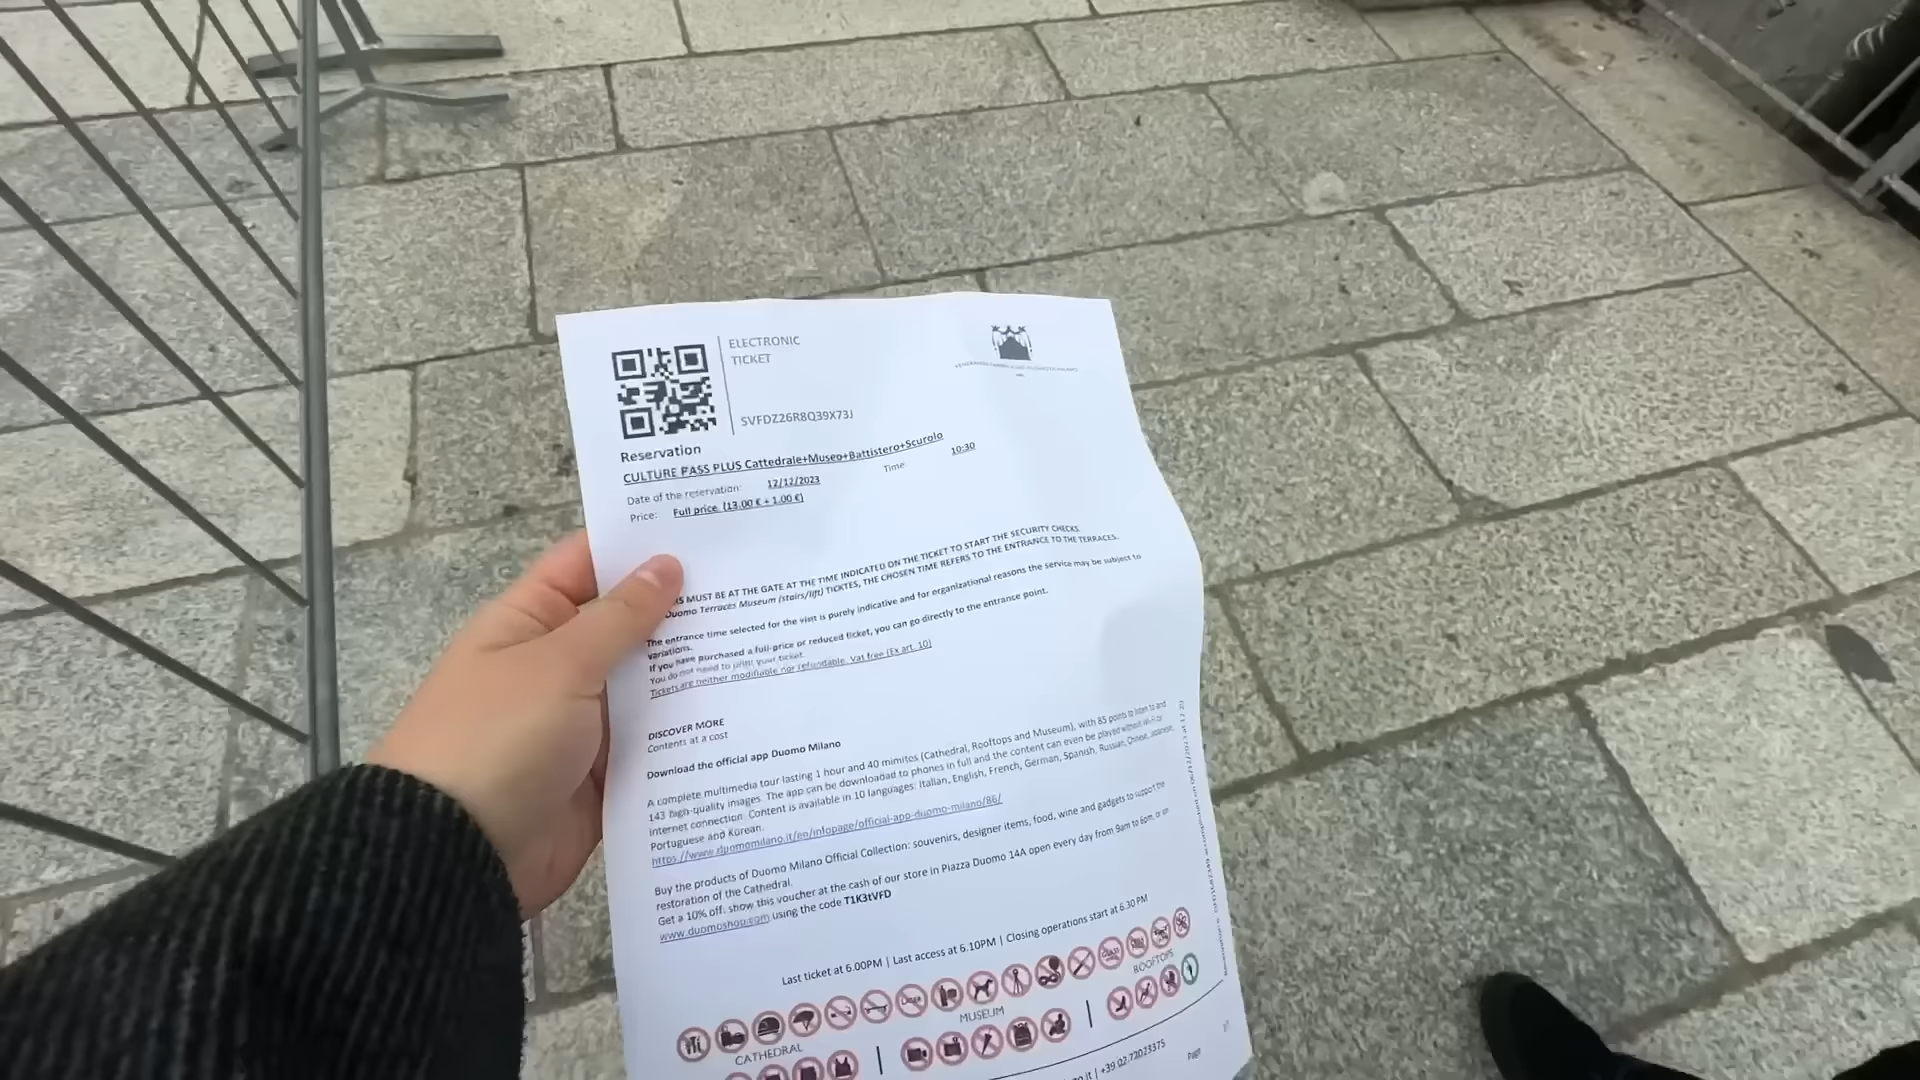 ELECTRONIC
TICKET
SVFDZ26R8Q39X73J
Reservation
CULTURE PASS PLUS Cattedrale+Museo+Battistero+Scurolo
Date of the reservation: 12/12/2023 Time: 10:30
Price: Full price (13.00 € + 1.00 €)
MUST BE AT THE GATE AT THE TIME INDICATED ON THE TICKET TO START THE SECURITY CHECKS.
Duomo Terraces Museum (stairs/lift) TICKTES, THE CHOSEN TIME REFERS TO THE ENTRANCE TO THE TERRACES.
The entrance time selected for the visit is purely indicative and for organizational reasons the service may be subject to
variations.
If you have purchased a full-price or reduced ticket, you can go directly to the entrance point.
You do not need to print your ticket.
Tickets are neither modifiable nor refundable. Vat free (Ex art. 10)
DISCOVER MORE
Contents at a cost
Download the official app Duomo Milano
A complete multimedia tour lasting 1 hour and 40 mimites (Cathedral, Rooftops and Museum), with 85 points to listen to and
143 high-quality images. The app can be downloadad to phones in full and the content can even be played without Wi-Fi or
internet connection. Content is available in 10 languages: Italian, English, French, German, Spanish, Russian, Chinese, Japanese,
Portuguese and Korean.
https://www.duomomilano.it/en/infopage/official-app-duomo-milano/86/
Buy the products of Duomo Milano Official Collection: souvenirs, designer items, food, wine and gadgets to support the
restoration of the Cathedral.
Get a 10% off: show this voucher at the cash of our store in Piazza Duomo 14A open every day from 9am to 6pm, or on
www.duomoshop.com using the code T1K3tVFD
Last ticket at 6.00PM | Last access at 6.10PM | Closing operations start at 6.30 PM
CATHEDRAL
MUSEUM
ROOFTOPS
| +39 02.72023375
Page